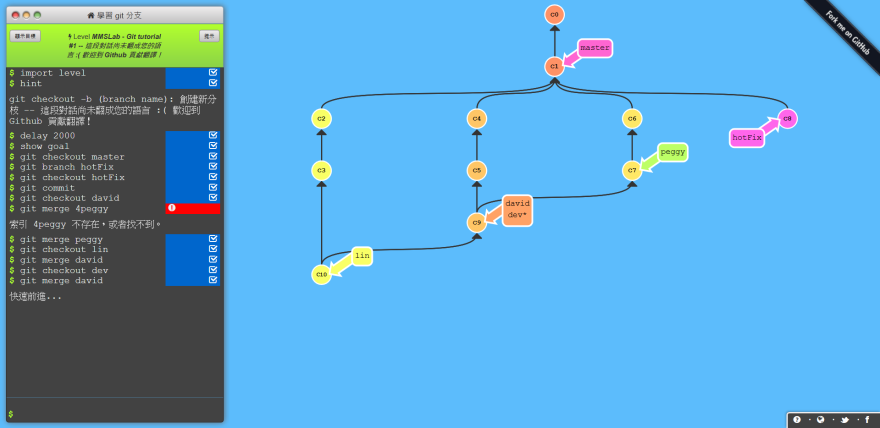 學習 git 分支
顯示目標
Level MMSLab - Git tutorial
#1 -- 這段對話尚未翻成您的語
言 :( 歡迎到 Github 貢獻翻譯！
提示
$ import level
$ hint
git checkout -b (branch name): 創建新分
枝 -- 這段對話尚未翻成您的語言 :( 歡迎到
Github 貢獻翻譯！
$ delay 2000
$ show goal
$ git checkout master
$ git branch hotFix
$ git checkout hotFix
$ git commit
$ git checkout david
$ git merge 4peggy
索引 4peggy 不存在，或者找不到。
$ git merge peggy
$ git checkout lin
$ git merge david
$ git checkout dev
$ git merge david
快速前進...
$
C0
master
C1
C2
C4
C6
C8
hotFix
peggy
C3
C5
C7
david
dev*
C9
lin
C10
Fork me on GitHub